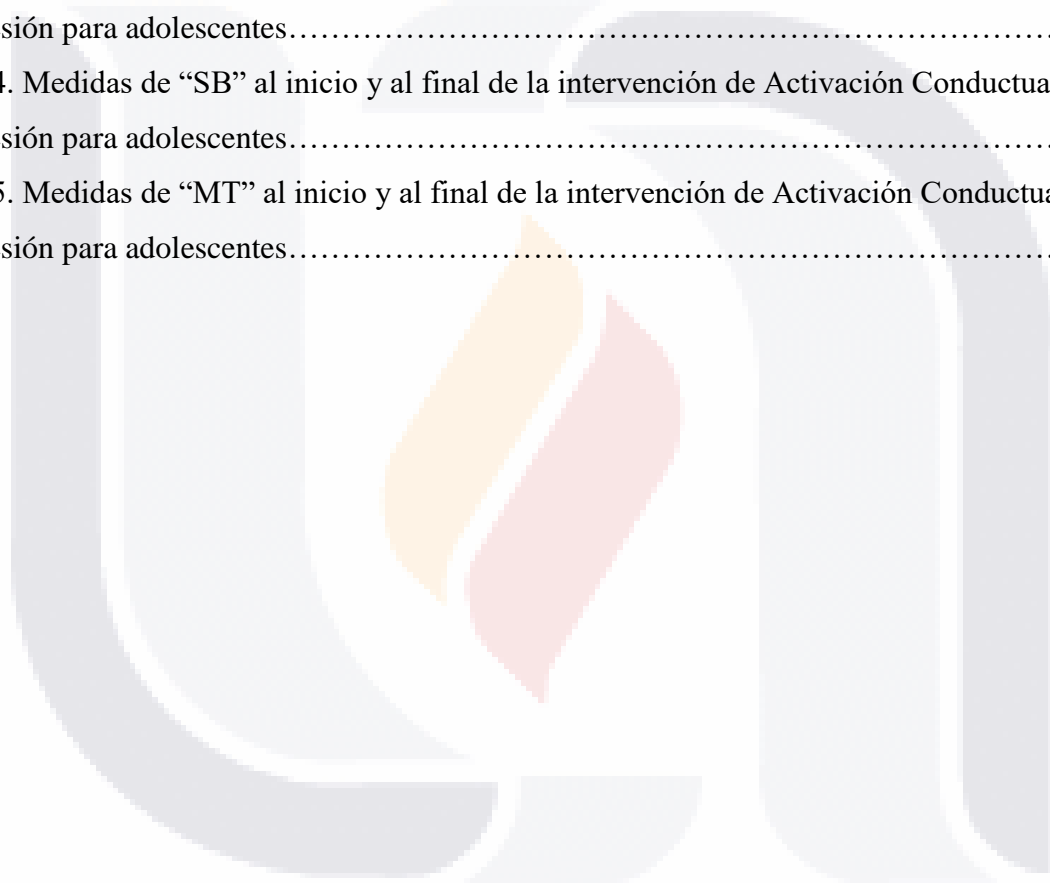 sión para adolescentes……………………………………………………………………
4. Medidas de “SB” al inicio y al final de la intervención de Activación Conductua
sión para adolescentes……………………………………………………………………
5. Medidas de “MT” al inicio y al final de la intervención de Activación Conductua
sión para adolescentes……………………………………………………………………